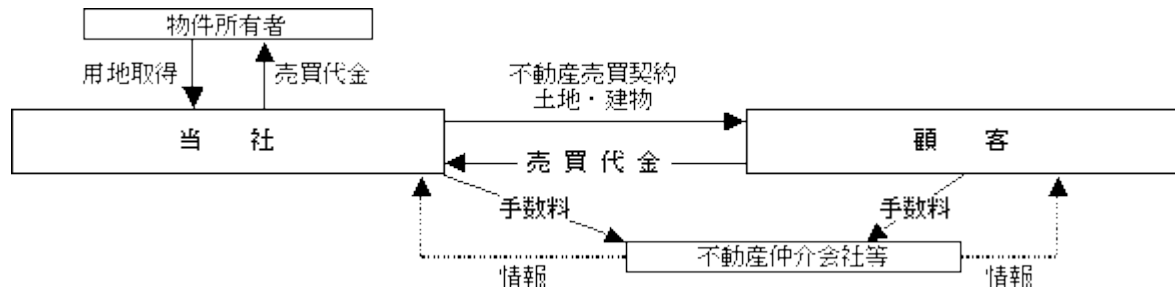 物件所有者
用地取得
売買代金
不動産売買契約
土地・建物
当 社
顧 客
売 買 代 金
手数料
手数料
不動産仲介会社等
情報
情報